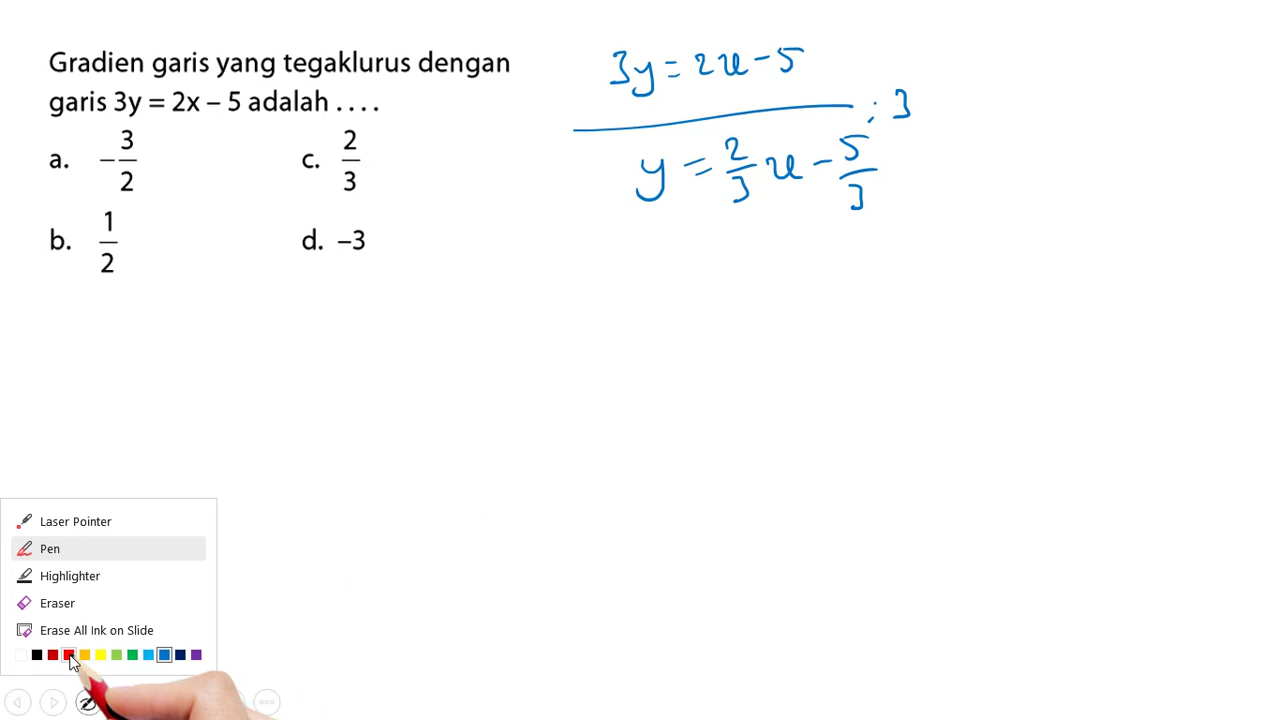 Gradien garis yang tegaklurus dengan
garis 3y = 2x – 5 adalah . . . .
a. –3/2
c. 2/3
b. 1/2
d. –3
3y = 2x - 5
: 3
y = 2/3 x - 5/3
Laser Pointer
Pen
Highlighter
Eraser
Erase All Ink on Slide